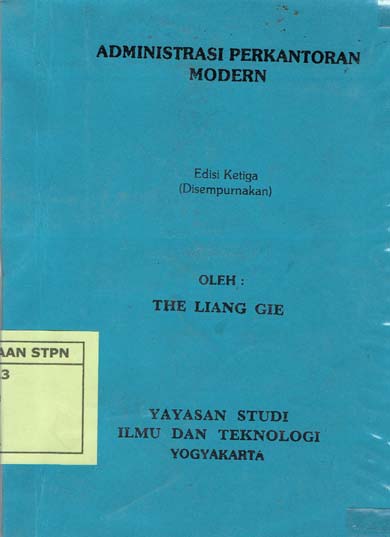 ADMINISTRASI PERKANTORAN
MODERN
Edisi Ketiga
(Disempurnakan)
OLEH :
THE LIANG GIE
AAN STPN
3
YAYASAN STUDI
ILMU DAN TEKNOLOGI
YOGYAKARTA